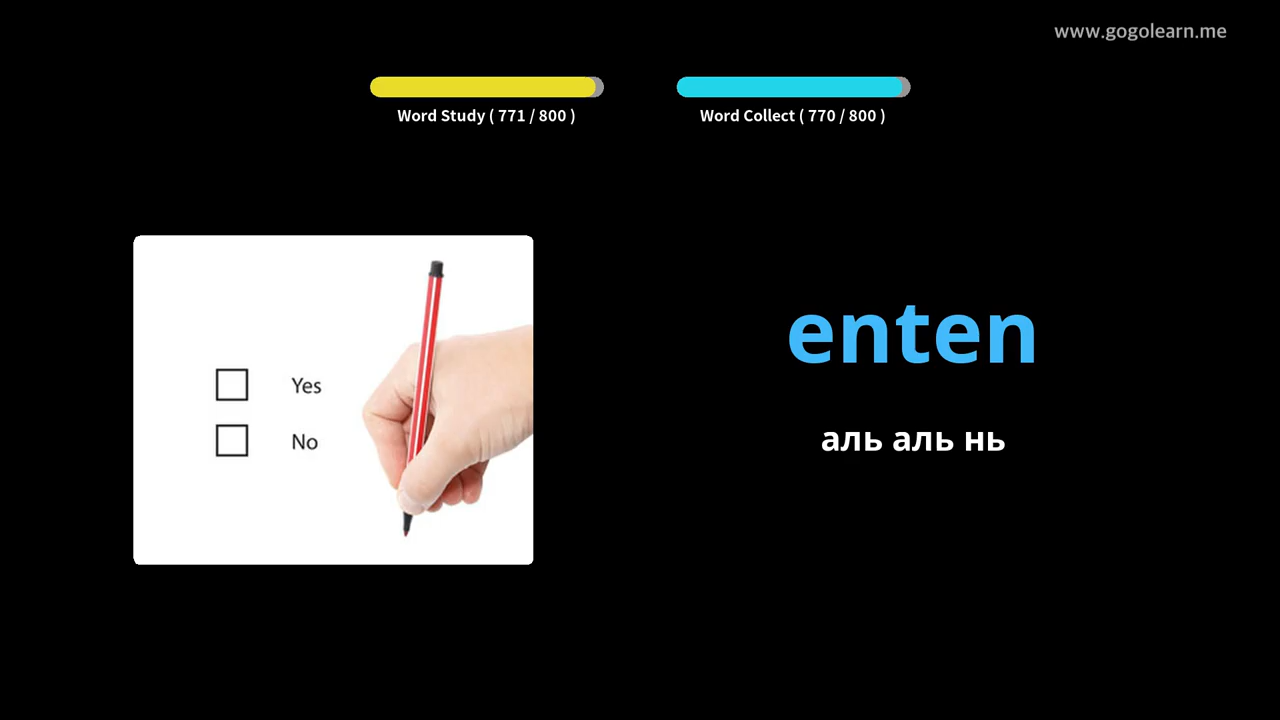 www.gogolearn.me
Word Study ( 771 / 800 )
Word Collect ( 770 / 800 )
Yes
No
enten
аль аль нь